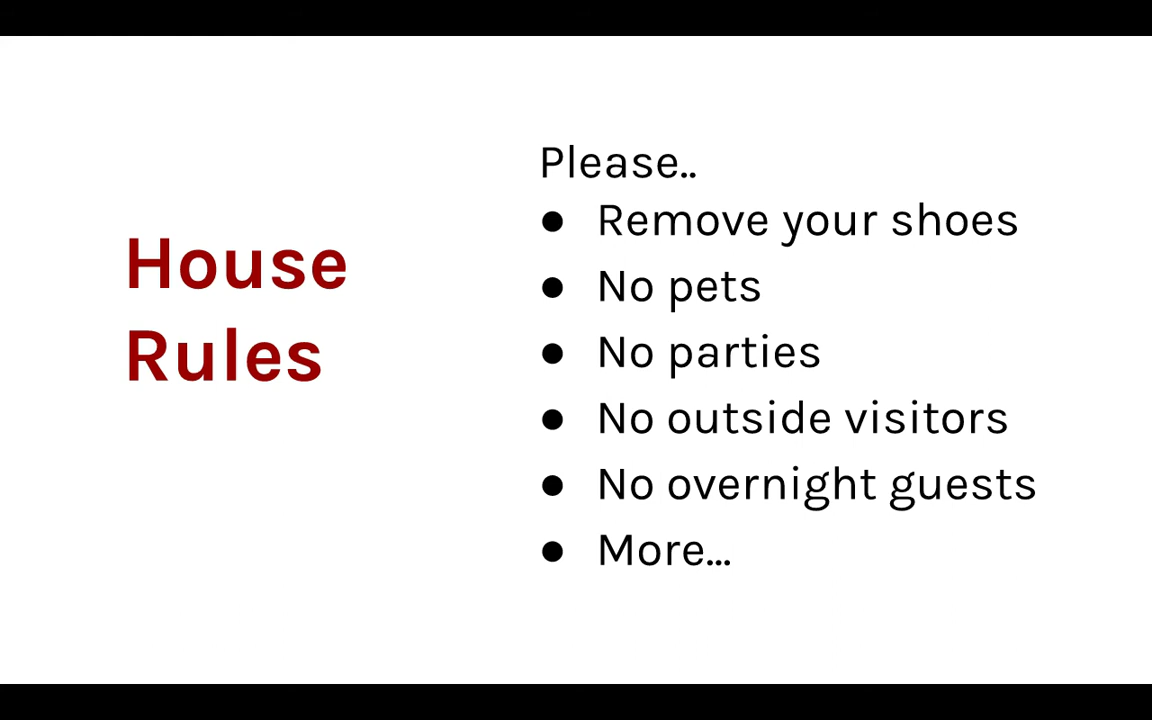 House
Rules
Please..
● Remove your shoes
● No pets
● No parties
● No outside visitors
● No overnight guests
● More...